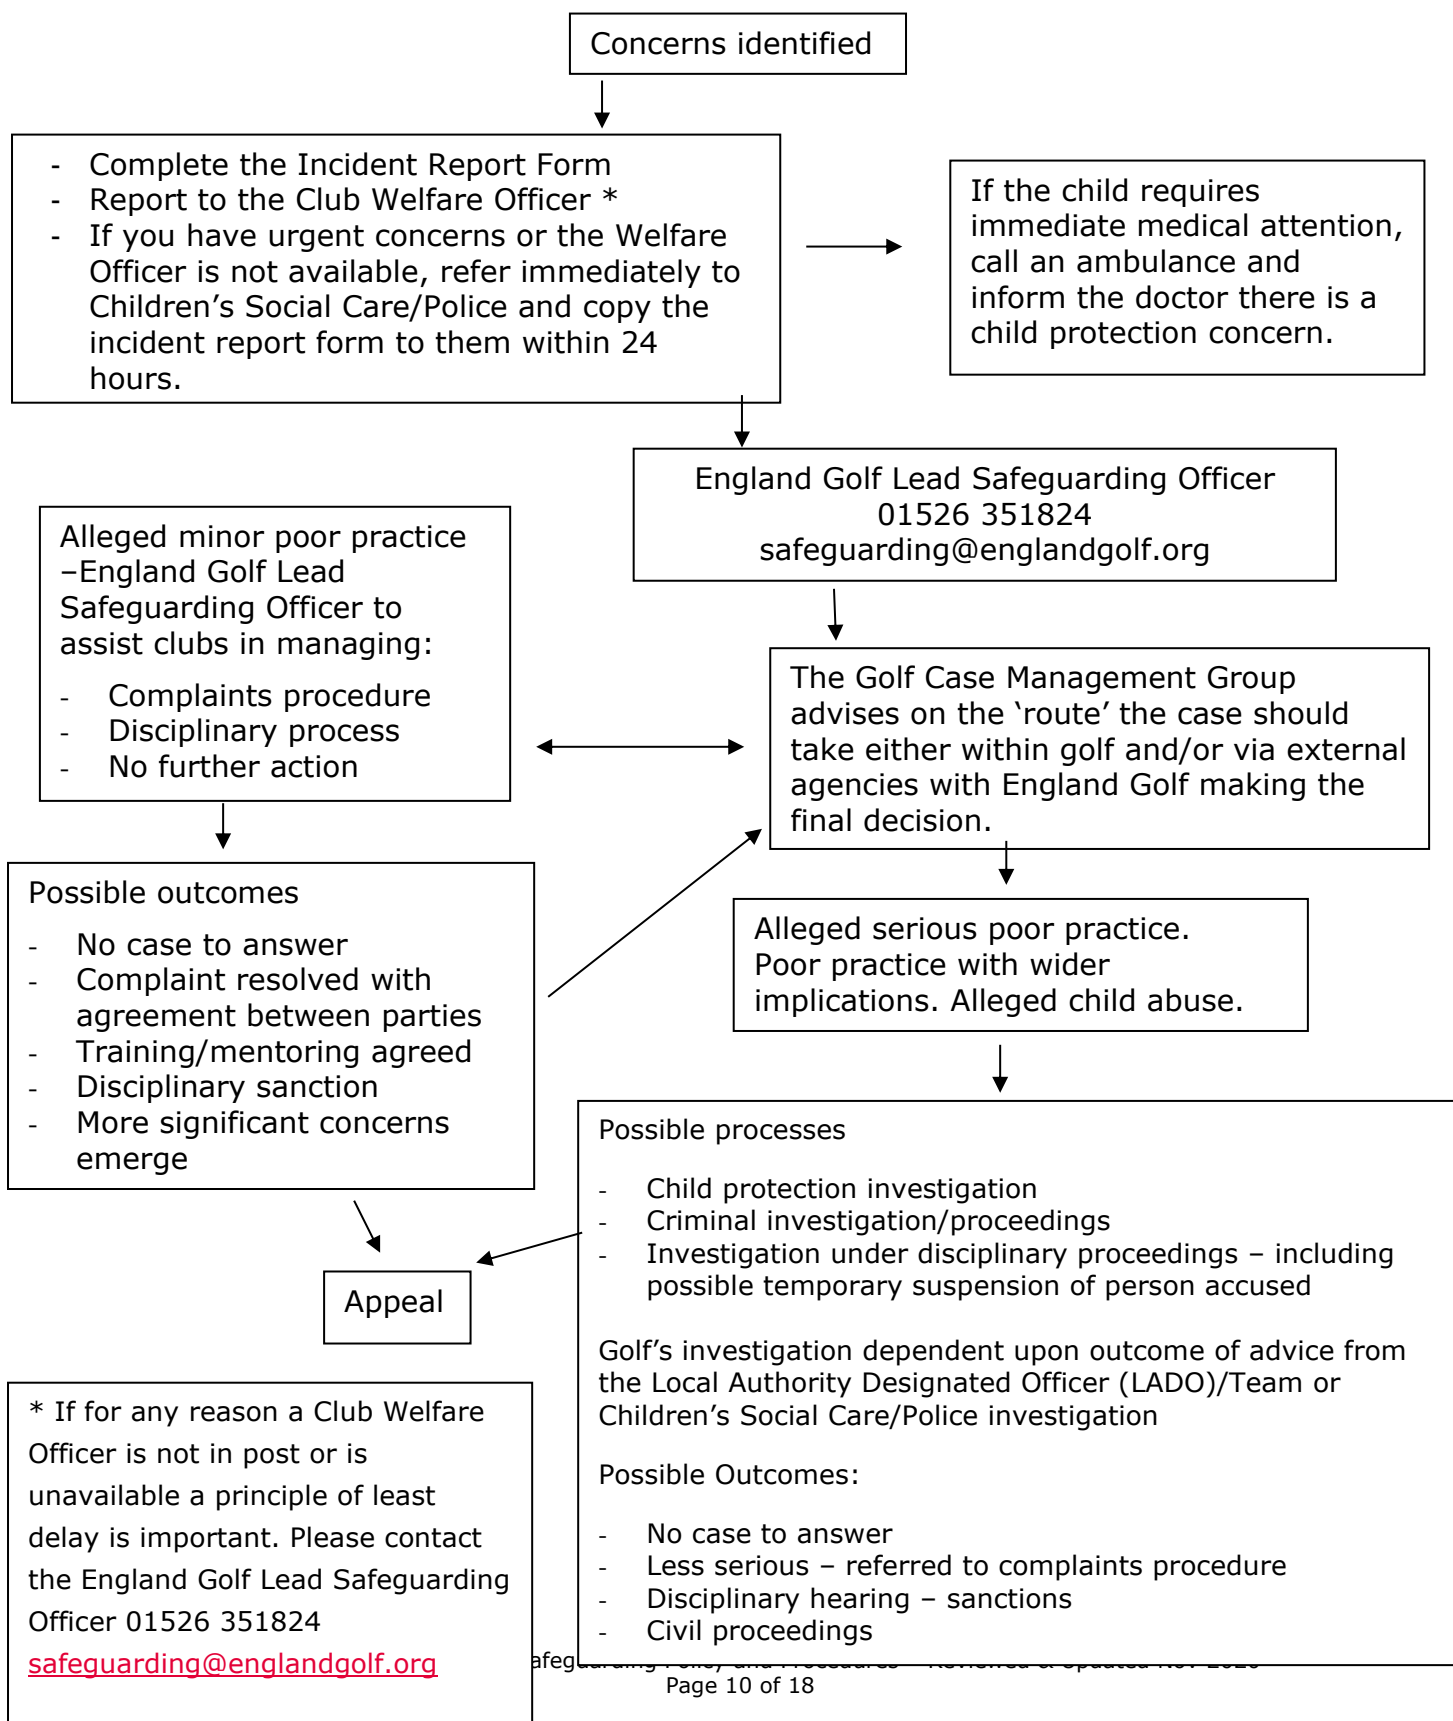 Concerns identified
- Complete the Incident Report Form
- Report to the Club Welfare Officer *
- If you have urgent concerns or the Welfare
Officer is not available, refer immediately to
Children’s Social Care/Police and copy the
incident report form to them within 24
hours.
If the child requires
immediate medical attention,
call an ambulance and
inform the doctor there is a
child protection concern.
England Golf Lead Safeguarding Officer
01526 351824
safeguarding@englandgolf.org
Alleged minor poor practice
–England Golf Lead
Safeguarding Officer to
assist clubs in managing:
- Complaints procedure
- Disciplinary process
- No further action
The Golf Case Management Group
advises on the ‘route’ the case should
take either within golf and/or via external
agencies with England Golf making the
final decision.
Possible outcomes
- No case to answer
- Complaint resolved with
agreement between parties
- Training/mentoring agreed
- Disciplinary sanction
- More significant concerns
emerge
Alleged serious poor practice.
Poor practice with wider
implications. Alleged child abuse.
Possible processes
- Child protection investigation
- Criminal investigation/proceedings
- Investigation under disciplinary proceedings – including
possible temporary suspension of person accused
Golf’s investigation dependent upon outcome of advice from
the Local Authority Designated Officer (LADO)/Team or
Children’s Social Care/Police investigation
Possible Outcomes:
- No case to answer
- Less serious – referred to complaints procedure
- Disciplinary hearing – sanctions
- Civil proceedings
Appeal
* If for any reason a Club Welfare
Officer is not in post or is
unavailable a principle of least
delay is important. Please contact
the England Golf Lead Safeguarding
Officer 01526 351824
safeguarding@englandgolf.org
Page 10 of 18